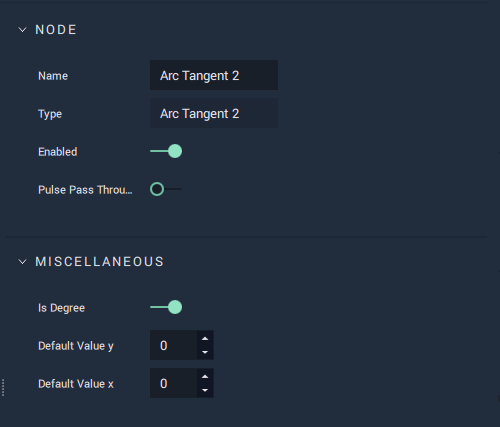 NODE
Name Arc Tangent 2
Type Arc Tangent 2
Enabled
Pulse Pass Throu...
MISCELLANEOUS
Is Degree
Default Value y 0
Default Value x 0